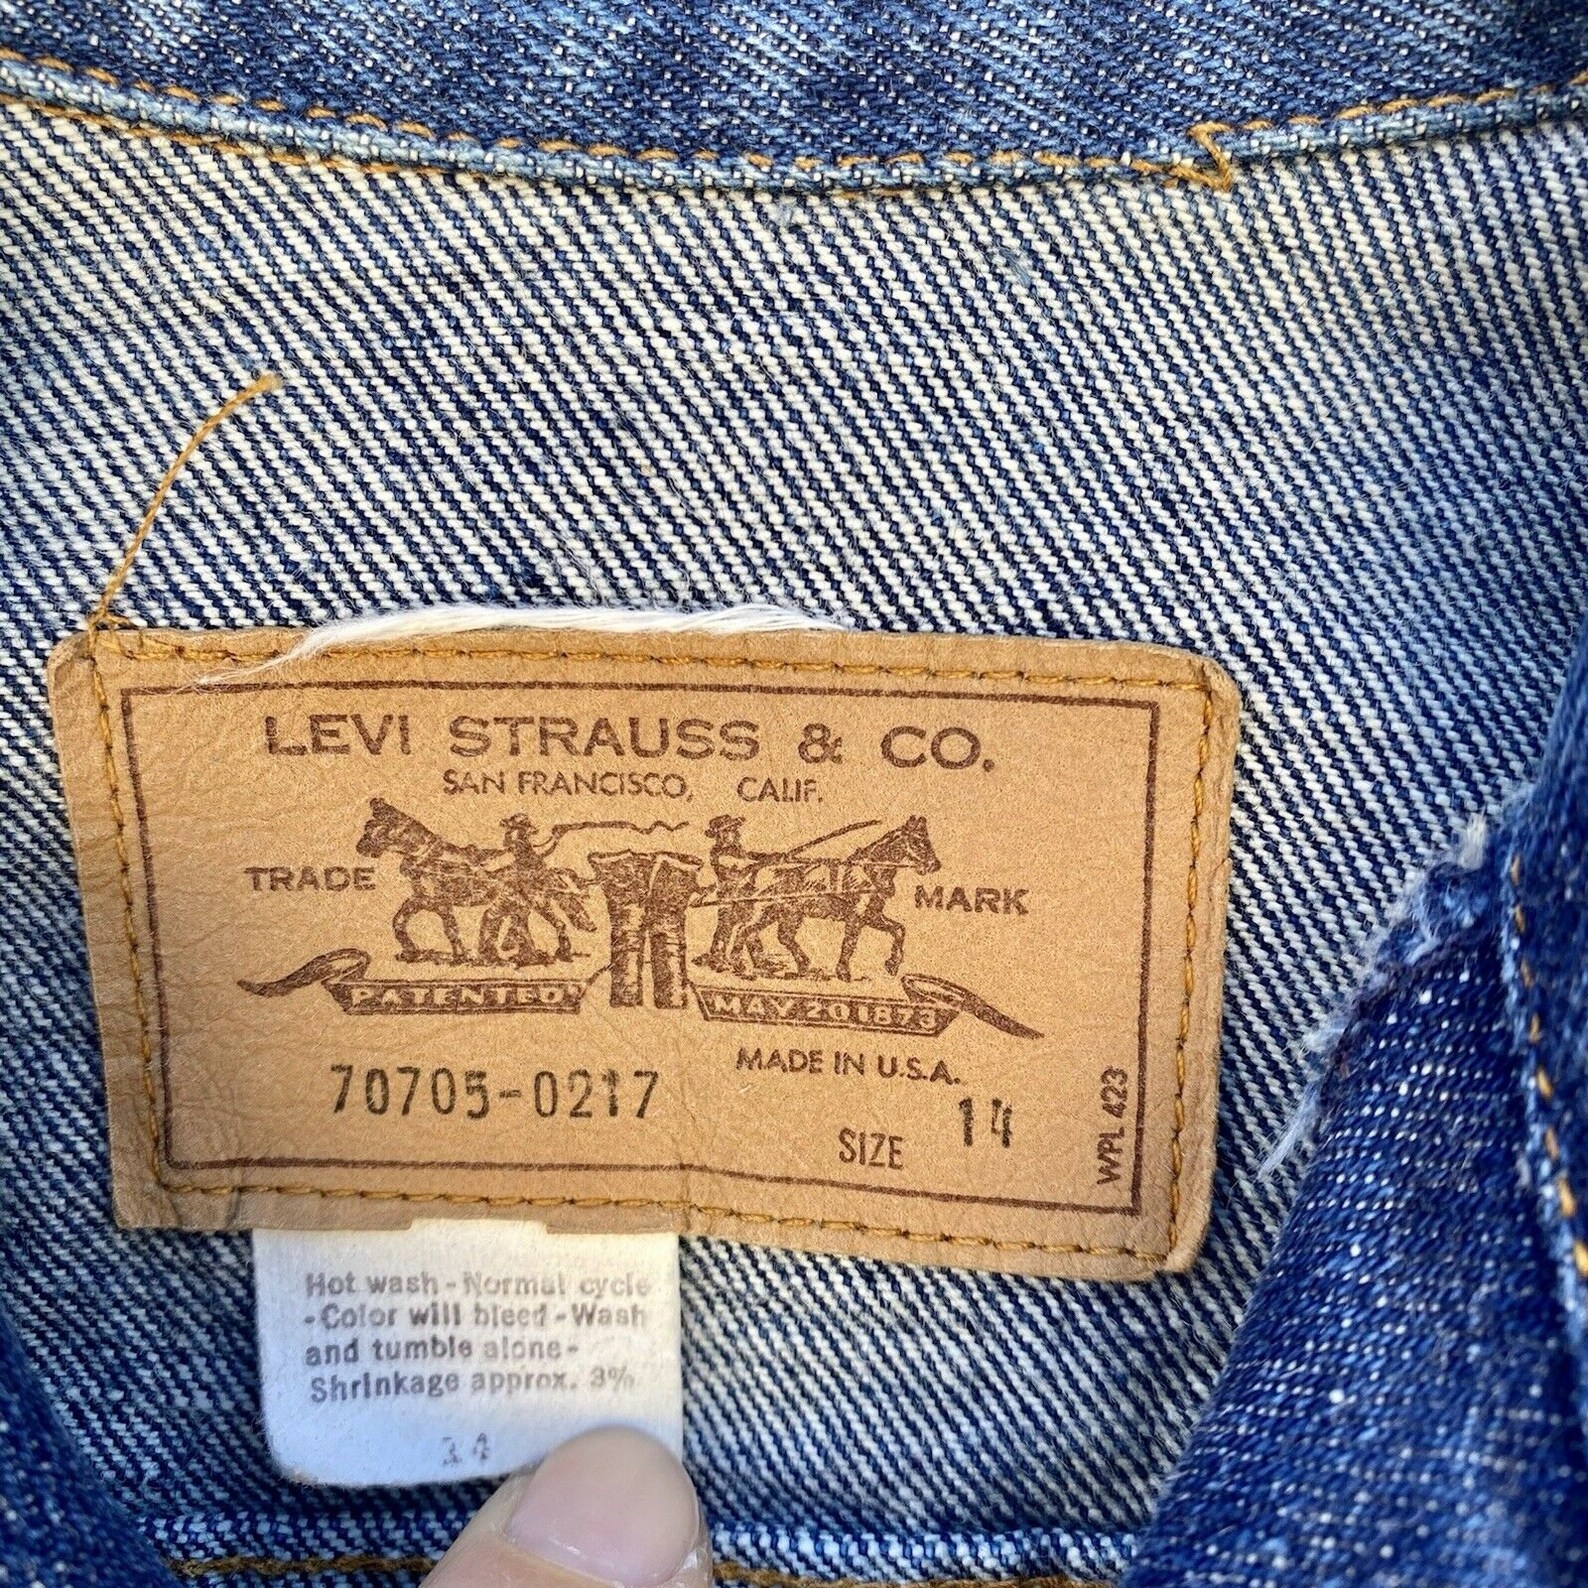 LEVI STRAUSS & CO.
SAN FRANCISCO, CALIF.
TRADE MARK
PATENTED MAY 20 1873
MADE IN U.S.A.
70705-0217
SIZE 14
WPL 423
Hot wash - Normal cycle
- Color will bleed - Wash
and tumble alone -
Shrinkage approx. 3%
14